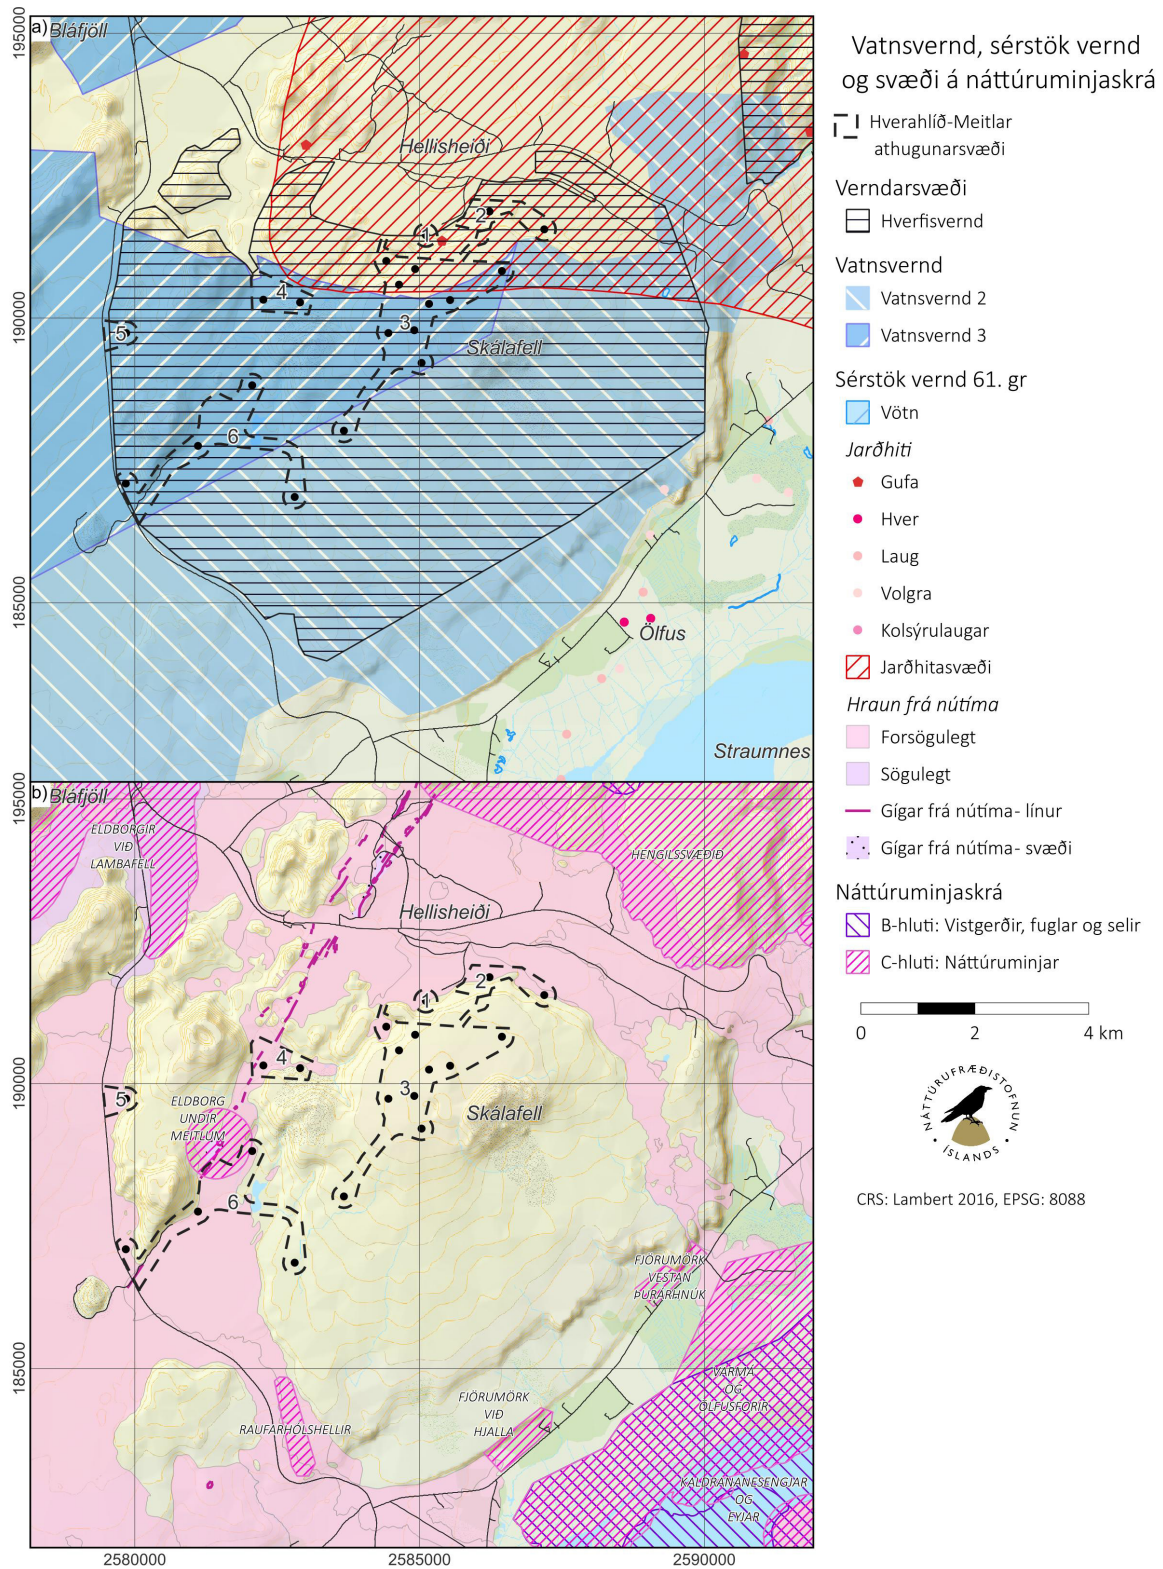 a)
Bláfjöll
Hellisheiði
Skálafell
Ölfus
Straumnes
1
2
3
4
5
6
195000
190000
185000
b)
Bláfjöll
ELDBORGIR
VIÐ
LAMBAFELL
HENGILSSVÆÐIÐ
Hellisheiði
ELDBORG
UNDIR
MEITLUM
Skálafell
1
2
3
4
5
6
FJÖRUMÖRK
VESTAN
ÞURÁRHNÚK
VARMÁ
OG
ÖLFUSFORIR
FJÖRUMÖRK
VIÐ
HJALLA
RAUFARHÓLSHELLIR
KALDAÐARNESENGJAR
OG
EYJAR
195000
190000
185000
2580000
2585000
2590000
Vatnsvernd, sérstök vernd
og svæði á náttúruminjaskrá
Hverahlíð-Meitlar
athugunarsvæði
Verndarsvæði
Hverfisvernd
Vatnsvernd
Vatnsvernd 2
Vatnsvernd 3
Sérstök vernd 61. gr
Vötn
Jarðhiti
Gufa
Hver
Laug
Volgra
Kolsýrulaugar
Jarðhitasvæði
Hraun frá nútíma
Forsögulegt
Sögulegt
Gígar frá nútíma- línur
Gígar frá nútíma- svæði
Náttúruminjaskrá
B-hluti: Vistgerðir, fuglar og selir
C-hluti: Náttúruminjar
0 2 4 km
NÁTTÚRUFRÆÐISTOFNUN
ÍSLANDS
CRS: Lambert 2016, EPSG: 8088